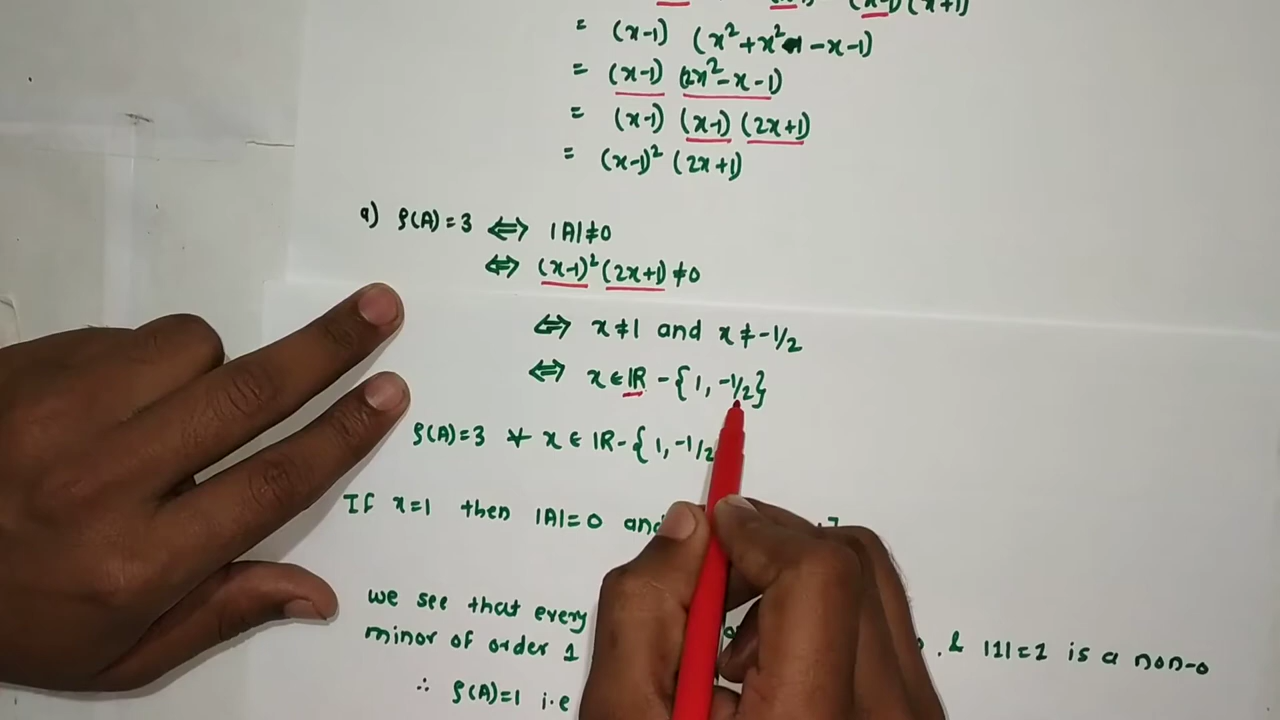 (x-1)(x+1)
= (x-1) (x²+x² -x-1)
= (x-1) (2x²-x-1)
= (x-1) (x-1) (2x+1)
= (x-1)² (2x+1)
a) ρ(A)=3 ⇔ |A|≠0
⇔ (x-1)² (2x+1)≠0
⇔ x≠1 and x≠-1/2
⇔ x∈ℝ-{1, -1/2}
ρ(A)=3 ∀ x∈ℝ-{1, -1/2
If x=1 then |A|=0 and
we see that every
minor of order 1 , & |1|=1 is a non-0
∴ ρ(A)=1 i.e